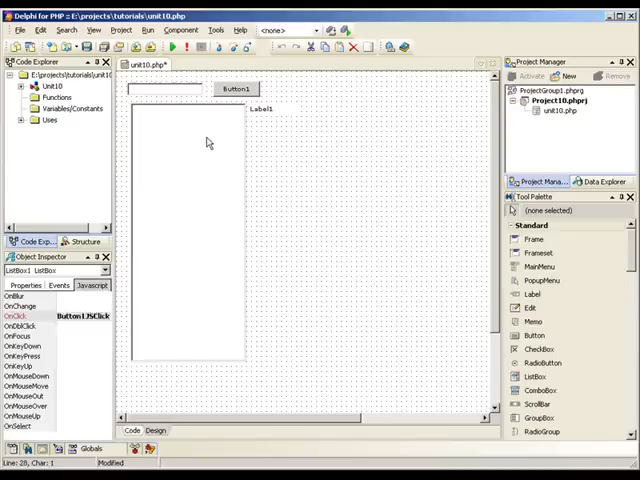 Delphi for PHP :: E:\projects\tutorials\unit10.php
File Edit Search View Project Run Component Tools Help <none>
Code Explorer
E:\projects\tutorials\unit10
Unit10
Functions
Variables/Constants
Uses
Code Exp... Structure
Object Inspector
ListBox1 ListBox
Properties Events Javascript
OnBlur
OnChange
OnClick Button1JSClick
OnDblClick
OnFocus
OnKeyDown
OnKeyPress
OnKeyUp
OnMouseDown
OnMouseMove
OnMouseOut
OnMouseOver
OnMouseUp
OnSelect
unit10.php*
Button1
Label1
Code Design
Project Manager
Activate New Remove
ProjectGroup1.phprg
Project10.phprj
unit10.php
Project Mana... Data Explorer
Tool Palette
(none selected)
Standard
Frame
Frameset
MainMenu
PopupMenu
Label
Edit
Memo
Button
CheckBox
RadioButton
ListBox
ComboBox
ScrollBar
GroupBox
RadioGroup
Globals
Line: 28, Char: 1 Modified